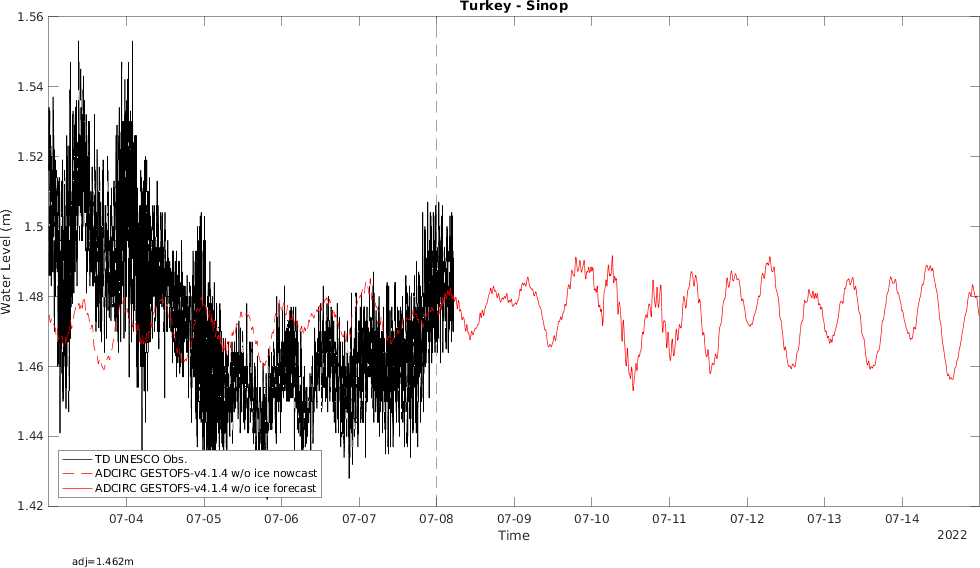 Turkey - Sinop
1.56
1.54
1.52
1.5
1.48
1.46
1.44
1.42
Water Level (m)
TD UNESCO Obs.
ADCIRC GESTOFS-v4.1.4 w/o ice nowcast
ADCIRC GESTOFS-v4.1.4 w/o ice forecast
07-04 07-05 07-06 07-07 07-08 07-09 07-10 07-11 07-12 07-13 07-14
Time
2022
adj=1.462m